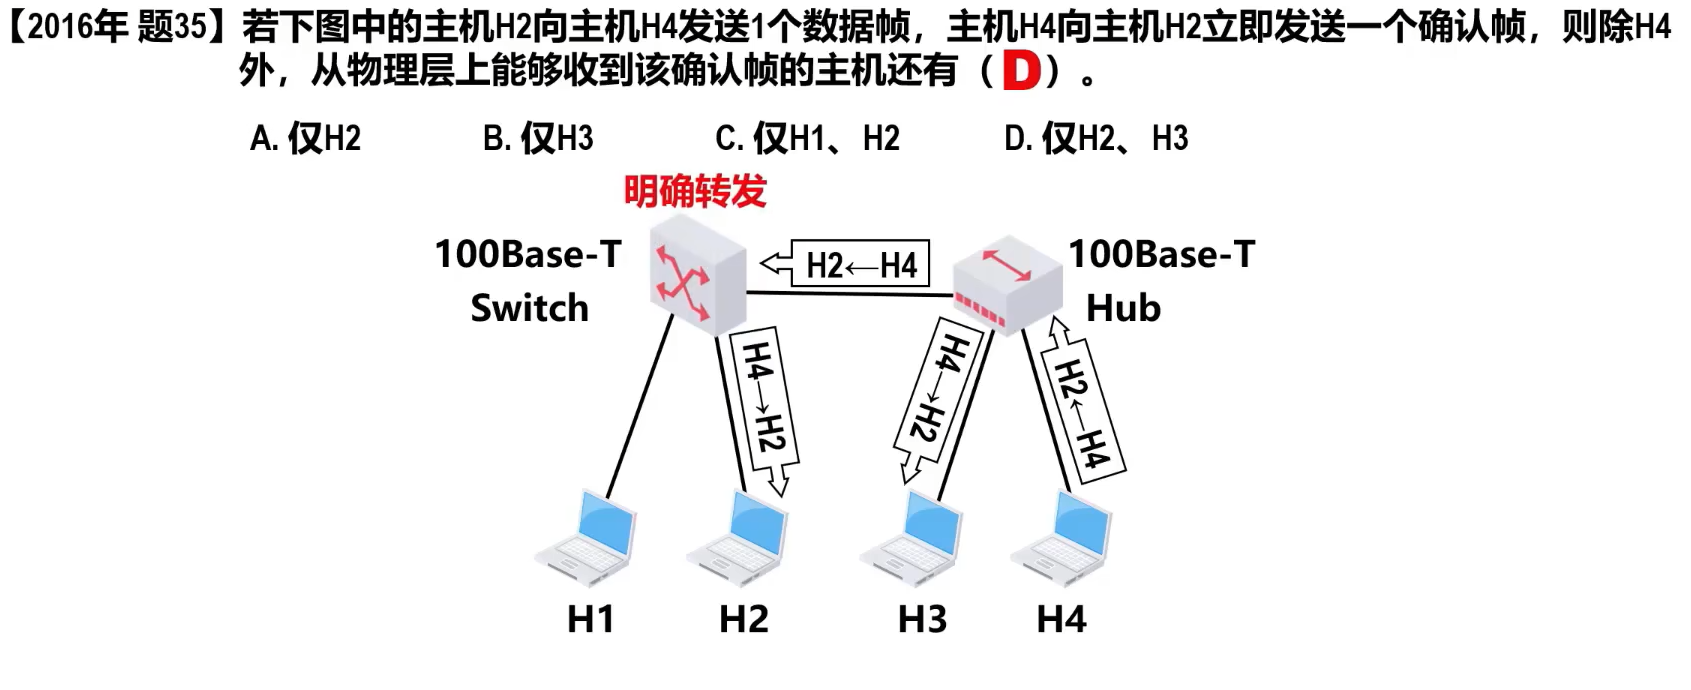 【2016年 题35】若下图中的主机H2向主机H4发送1个数据帧，主机H4向主机H2立即发送一个确认帧，则除H4
外，从物理层上能够收到该确认帧的主机还有（D）。
A. 仅H2 B. 仅H3 C. 仅H1、H2 D. 仅H2、H3
明确转发
100Base-T
Switch
H2←H4
100Base-T
Hub
H4→H2
H4→H2
H2←H4
H1 H2 H3 H4